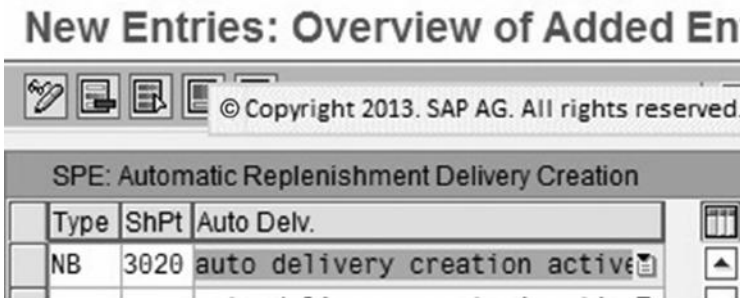 New Entries: Overview of Added En
© Copyright 2013. SAP AG. All rights reserved.
SPE: Automatic Replenishment Delivery Creation
Type ShPt Auto Delv.
NB 3020 auto delivery creation active